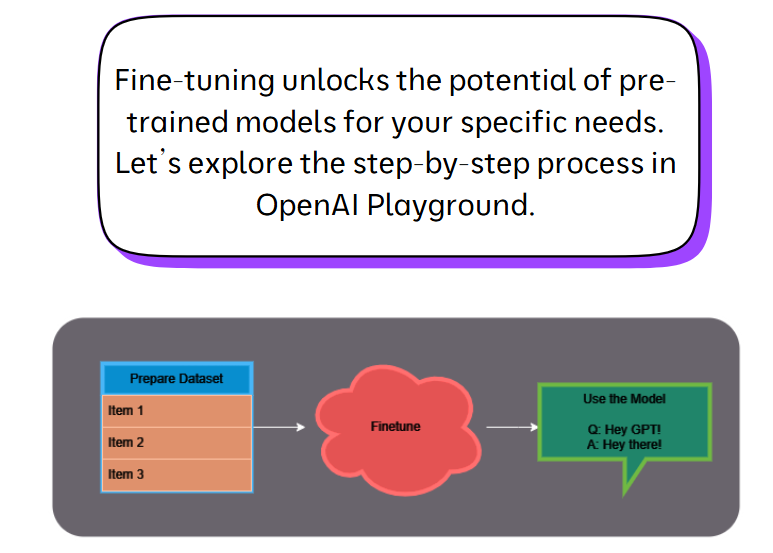 Fine-tuning unlocks the potential of pre-
trained models for your specific needs.
Let's explore the step-by-step process in
OpenAI Playground.
Prepare Dataset
Item 1
Item 2
Item 3
Finetune
Use the Model
Q: Hey GPT!
A: Hey there!